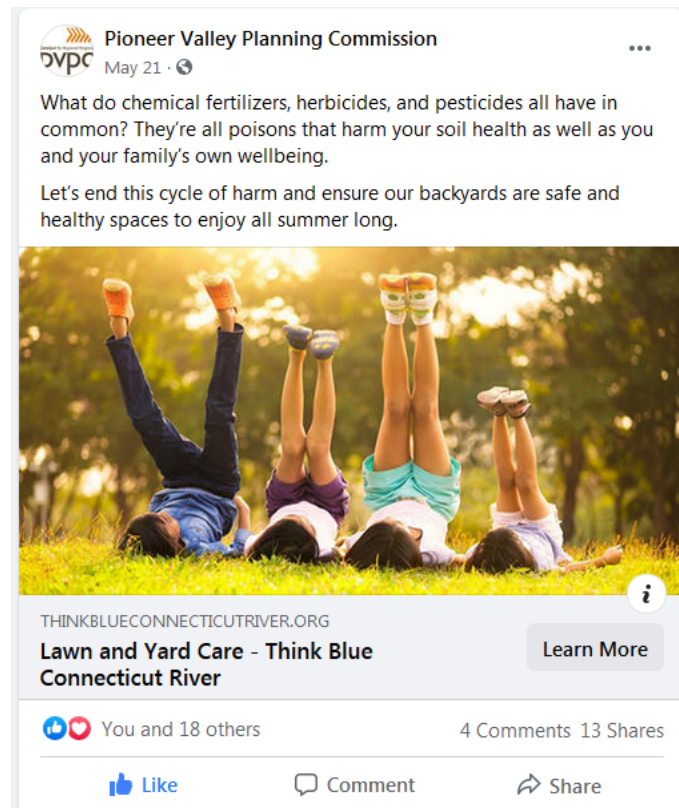 Pioneer Valley Planning Commission
May 21 ·
pvpc
What do chemical fertilizers, herbicides, and pesticides all have in
common? They're all poisons that harm your soil health as well as you
and your family's own wellbeing.
Let's end this cycle of harm and ensure our backyards are safe and
healthy spaces to enjoy all summer long.
i
THINKBLUECONNECTICUTRIVER.ORG
Lawn and Yard Care - Think Blue
Connecticut River
Learn More
You and 18 others
4 Comments 13 Shares
Like
Comment
Share